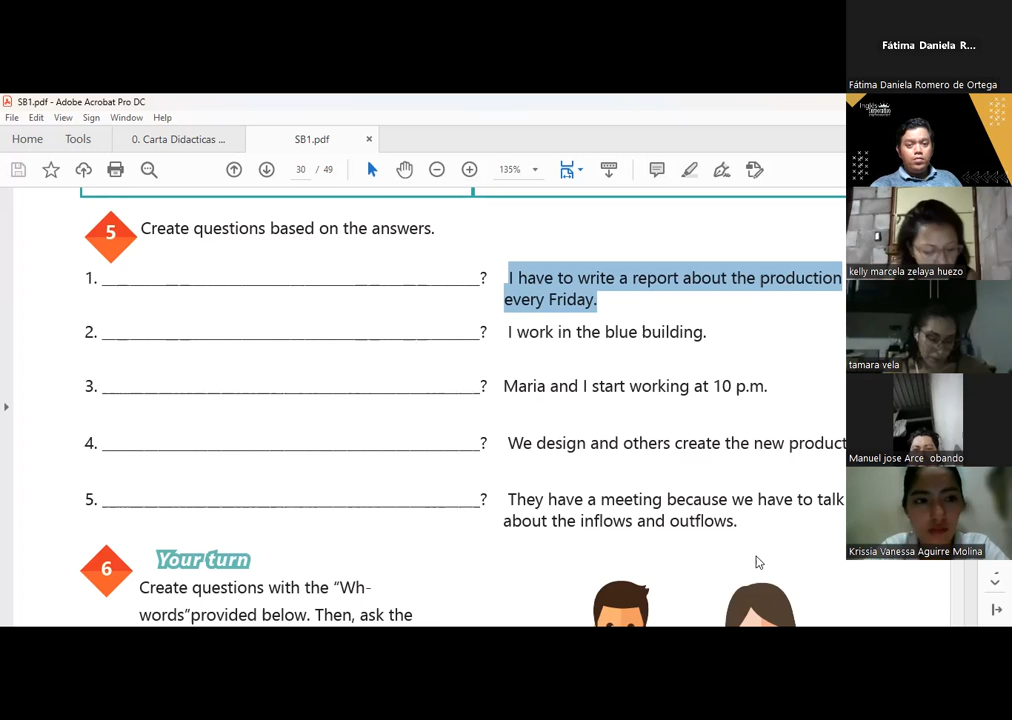 Fátima Daniela R...
Fátima Daniela Romero de Ortega
SB1.pdf - Adobe Acrobat Pro DC
File Edit View Sign Window Help
Home Tools 0. Carta Didacticas ... SB1.pdf ×
30 / 49 135%
5 Create questions based on the answers.
1. ? I have to write a report about the production
every Friday.
2. ? I work in the blue building.
3. ? Maria and I start working at 10 p.m.
4. ? We design and others create the new product
5. ? They have a meeting because we have to talk
about the inflows and outflows.
6 Your turn
Create questions with the “Wh-
words”provided below. Then, ask the
Inglés
kelly marcela zelaya huezo
tamara vela
Manuel jose Arce obando
Krissia Vanessa Aguirre Molina